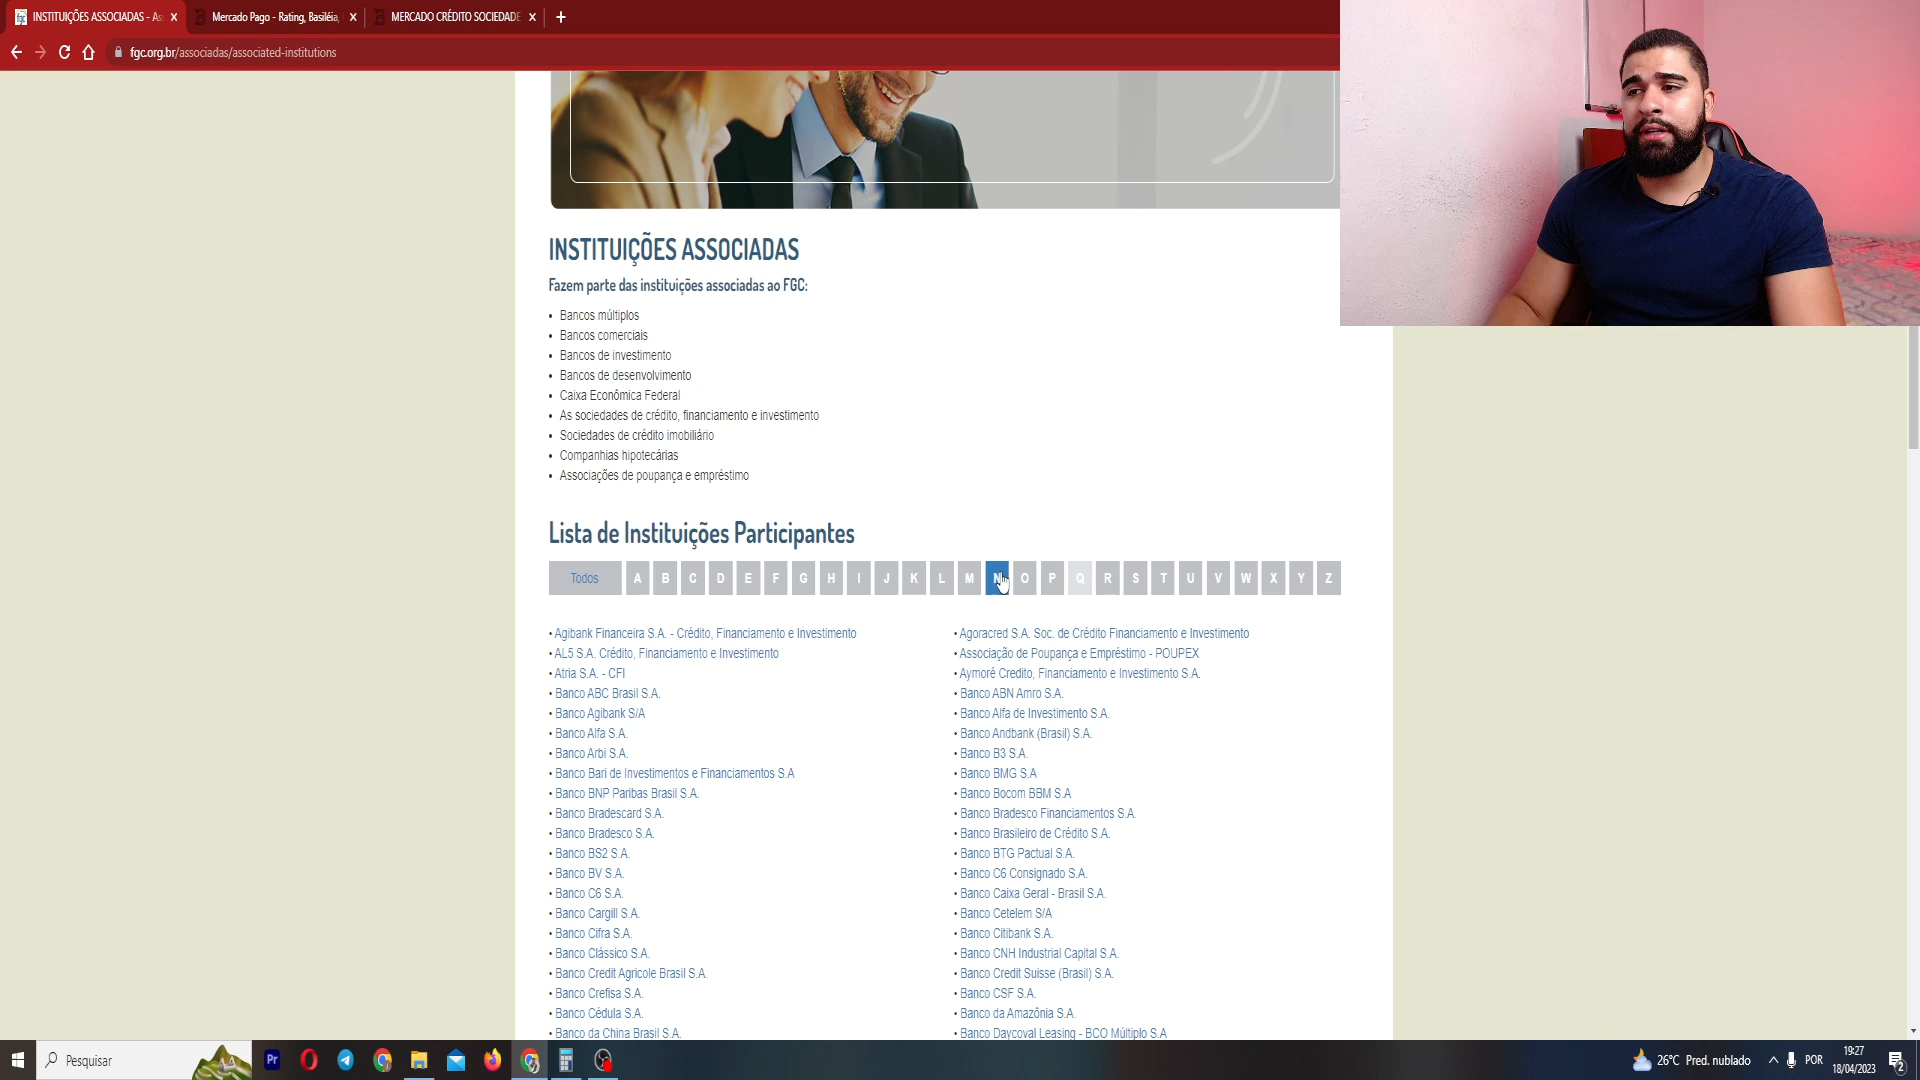 INSTITUIÇÕES ASSOCIADAS - As
Mercado Pago - Rating, Basiléia,
MERCADO CRÉDITO SOCIEDADE
fgc.org.br/associadas/associated-institutions
INSTITUIÇÕES ASSOCIADAS
Fazem parte das instituições associadas ao FGC:
• Bancos múltiplos
• Bancos comerciais
• Bancos de investimento
• Bancos de desenvolvimento
• Caixa Econômica Federal
• As sociedades de crédito, financiamento e investimento
• Sociedades de crédito imobiliário
• Companhias hipotecárias
• Associações de poupança e empréstimo
Lista de Instituições Participantes
Todos A B C D E F G H I J K L M N O P Q R S T U V W X Y Z
• Agibank Financeira S.A. - Crédito, Financiamento e Investimento
• Agoracred S.A. Soc. de Crédito Financiamento e Investimento
• AL5 S.A. Crédito, Financiamento e Investimento
• Associação de Poupança e Empréstimo - POUPEX
• Atria S.A. - CFI
• Aymoré Credito, Financiamento e Investimento S.A.
• Banco ABC Brasil S.A.
• Banco ABN Amro S.A.
• Banco Agibank S/A
• Banco Alfa de Investimento S.A.
• Banco Alfa S.A.
• Banco Andbank (Brasil) S.A.
• Banco Arbi S.A.
• Banco B3 S.A.
• Banco Bari de Investimentos e Financiamentos S.A
• Banco BMG S.A
• Banco BNP Paribas Brasil S.A.
• Banco Bocom BBM S.A
• Banco Bradescard S.A.
• Banco Bradesco Financiamentos S.A.
• Banco Bradesco S.A.
• Banco Brasileiro de Crédito S.A.
• Banco BS2 S.A.
• Banco BTG Pactual S.A.
• Banco BV S.A.
• Banco C6 Consignado S.A.
• Banco C6 S.A.
• Banco Caixa Geral - Brasil S.A.
• Banco Cargill S.A.
• Banco Cetelem S/A
• Banco Cifra S.A.
• Banco Citibank S.A.
• Banco Clássico S.A.
• Banco CNH Industrial Capital S.A.
• Banco Credit Agricole Brasil S.A.
• Banco Credit Suisse (Brasil) S.A.
• Banco Crefisa S.A.
• Banco CSF S.A.
• Banco Cédula S.A.
• Banco da Amazônia S.A.
• Banco da China Brasil S.A.
• Banco Daycoval Leasing - BCO Múltiplo S.A
Pesquisar
Pr
26°C Pred. nublado
POR
19:27
18/04/2023
2